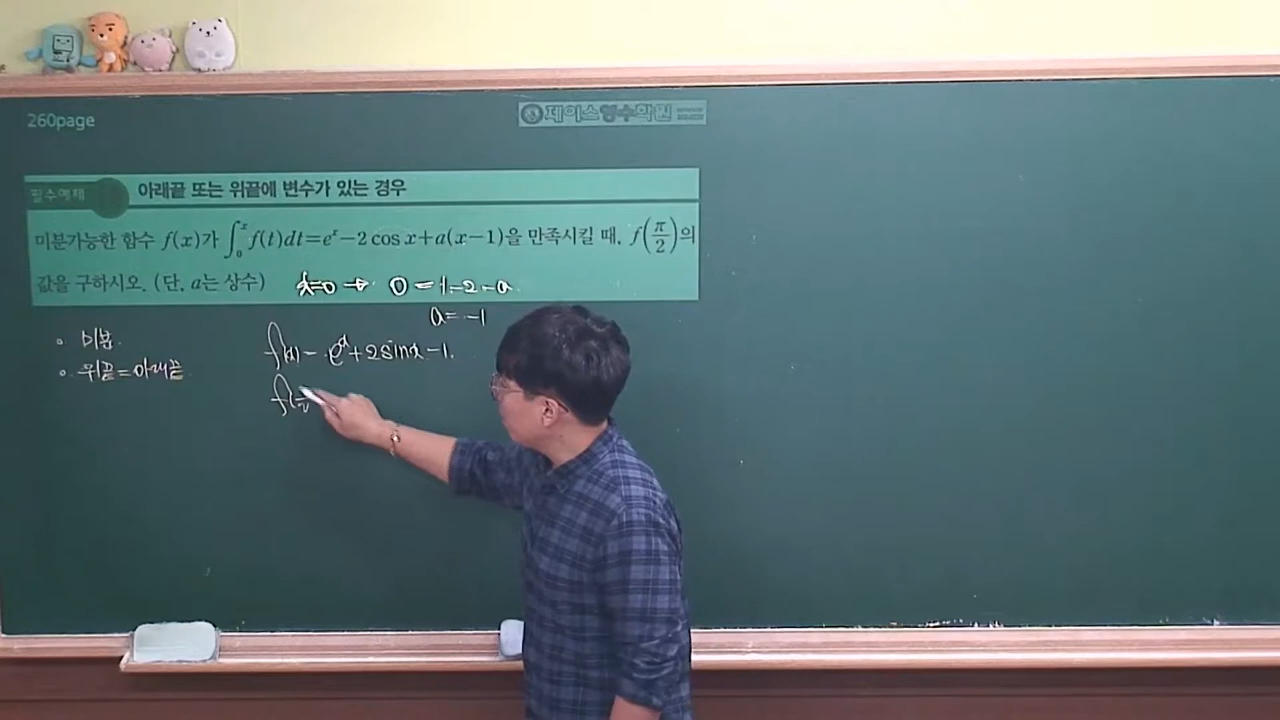 260page
제이스영수학원
필수예제 아래끝 또는 위끝에 변수가 있는 경우
미분가능한 함수 f(x)가 ∫₀ˣ f(t)dt=eˣ−2 cos x+a(x−1)을 만족시킬 때, f(π/2)의
값을 구하시오. (단, a는 상수)
x=0 → 0 = 1-2-a
a = -1
• 미분.
f(x) = eˣ+2sinx-1.
• 위끝=아래끝